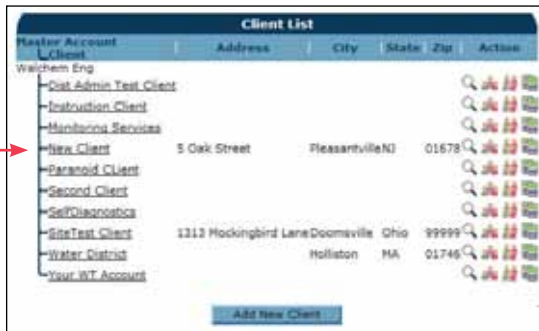 Client List
Master Account
Client Address City State Zip Action
Walchem Eng
Dist Admin Test Client
Instruction Client
Monitoring Services
New Client 5 Oak Street Pleasantville NJ 01678
Paranoid CLient
Second Client
SelfDiagnostics
SiteTest Client 1313 Mockingbird Lane Doomsville Ohio 99999
Water District Holliston MA 01746
Your WT Account
Add New Client